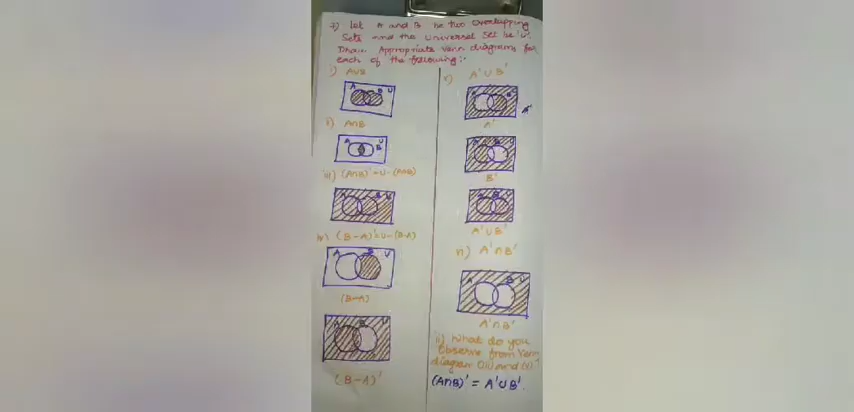 7) Let A and B be two overlapping
Sets and the universal Set be 'U'.
Draw Appropriate venn diagrams for
each of the following:-
i) A∪B
A B U
ii) A∩B
A B U
iii) (A∩B)' = U - (A∩B)
A B U
iv) (B-A)' = U - (B-A)
A B U
(B-A)
A B U
(B-A)'
v) A'∪B'
A B
A'
B'
A B U
A'∪B'
vi) A'∩B'
A B U
A'∩B'
ii) What do you
Observe from Venn
diagram (iii) and (v)
(A∩B)' = A'∪B'.